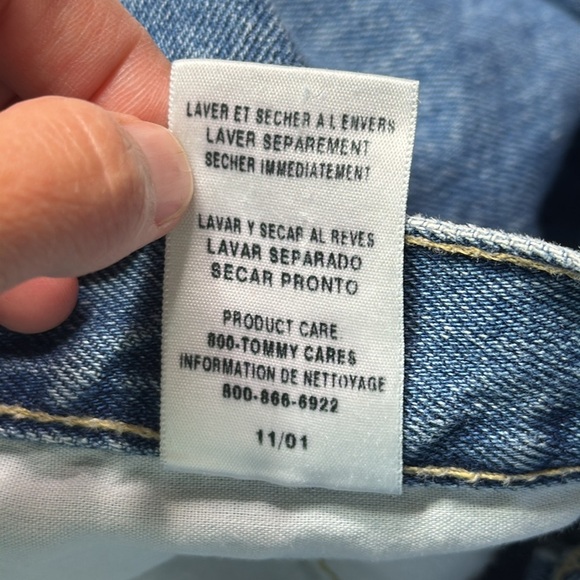 LAVER ET SECHER A L ENVERS
LAVER SEPAREMENT
SECHER IMMEDIATEMENT
LAVAR Y SECAR AL REVES
LAVAR SEPARADO
SECAR PRONTO
PRODUCT CARE
800-TOMMY CARES
INFORMATION DE NETTOYAGE
800-866-6922
11/01